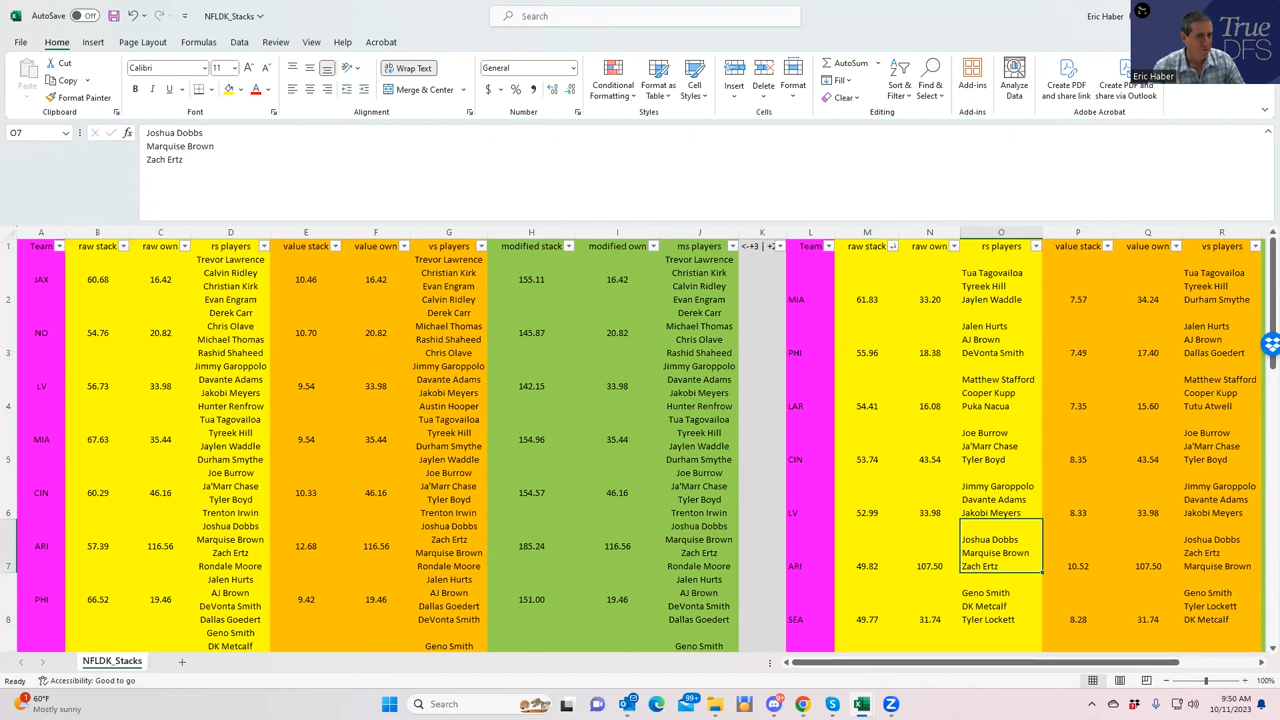 AutoSave Off NFLDK_Stacks Search Eric Haber
File Home Insert Page Layout Formulas Data Review View Help Acrobat
True
DFS
Eric Haber
Paste
Cut
Copy
Format Painter
Clipboard
Calibri 11
B I U
Font
Wrap Text
Merge & Center
Alignment
General
$ % 9
Number
Conditional Formatting
Format as Table
Cell Styles
Styles
Insert Delete Format
Cells
AutoSum
Fill
Clear
Sort & Filter
Find & Select
Editing
Add-ins
Add-ins
Analyze Data
Create PDF and share link
Create PDF and Share via Outlook
Adobe Acrobat
O7 fx Joshua Dobbs
Marquise Brown
Zach Ertz
A B C D E F G H I J K L M N O P Q R
1 Team raw stack raw own rs players value stack value own vs players modified stack modified own ms players <-+3 | +2 Team raw stack raw own rs players value stack value own vs players
2 JAX 60.68 16.42 Trevor Lawrence Calvin Ridley Christian Kirk Evan Engram 10.46 16.42 Trevor Lawrence Christian Kirk Evan Engram Calvin Ridley 155.11 16.42 Trevor Lawrence Christian Kirk Calvin Ridley Evan Engram MIA 61.83 33.20 Tua Tagovailoa Tyreek Hill Jaylen Waddle 7.57 34.24 Tua Tagovailoa Tyreek Hill Durham Smythe
3 NO 54.76 20.82 Derek Carr Chris Olave Michael Thomas Rashid Shaheed 10.70 20.82 Derek Carr Michael Thomas Rashid Shaheed Chris Olave 145.87 20.82 Derek Carr Michael Thomas Chris Olave Rashid Shaheed PHI 55.96 18.38 Jalen Hurts AJ Brown DeVonta Smith 7.49 17.40 Jalen Hurts AJ Brown Dallas Goedert
4 LV 56.73 33.98 Jimmy Garoppolo Davante Adams Jakobi Meyers Hunter Renfrow 9.54 33.98 Jimmy Garoppolo Davante Adams Jakobi Meyers Austin Hooper 142.15 33.98 Jimmy Garoppolo Davante Adams Jakobi Meyers Hunter Renfrow LAR 54.41 16.08 Matthew Stafford Cooper Kupp Puka Nacua 7.35 15.60 Matthew Stafford Cooper Kupp Tutu Atwell
5 MIA 67.63 35.44 Tua Tagovailoa Tyreek Hill Jaylen Waddle Durham Smythe 9.54 35.44 Tua Tagovailoa Tyreek Hill Durham Smythe Jaylen Waddle 154.96 35.44 Tua Tagovailoa Tyreek Hill Jaylen Waddle Durham Smythe CIN 53.74 43.54 Joe Burrow Ja'Marr Chase Tyler Boyd 8.35 43.54 Joe Burrow Ja'Marr Chase Tyler Boyd
6 CIN 60.29 46.16 Joe Burrow Ja'Marr Chase Tyler Boyd Trenton Irwin 10.33 46.16 Joe Burrow Ja'Marr Chase Tyler Boyd Trenton Irwin 154.57 46.16 Joe Burrow Ja'Marr Chase Tyler Boyd Trenton Irwin LV 52.99 33.98 Jimmy Garoppolo Davante Adams Jakobi Meyers 8.33 33.98 Jimmy Garoppolo Davante Adams Jakobi Meyers
7 ARI 57.39 116.56 Joshua Dobbs Marquise Brown Zach Ertz Rondale Moore 12.68 116.56 Joshua Dobbs Zach Ertz Marquise Brown Rondale Moore 185.24 116.56 Joshua Dobbs Marquise Brown Zach Ertz Rondale Moore ARI 49.82 107.50 Joshua Dobbs Marquise Brown Zach Ertz 10.52 107.50 Joshua Dobbs Zach Ertz Marquise Brown
8 PHI 66.52 19.46 Jalen Hurts AJ Brown DeVonta Smith Dallas Goedert 9.42 19.46 Jalen Hurts AJ Brown Dallas Goedert DeVonta Smith 151.00 19.46 Jalen Hurts AJ Brown DeVonta Smith Dallas Goedert SEA 49.77 31.74 Geno Smith DK Metcalf Tyler Lockett 8.28 31.74 Geno Smith Tyler Lockett DK Metcalf
Geno Smith DK Metcalf Geno Smith Geno Smith
NFLDK_Stacks
Ready Accessibility: Good to go 100%
60°F
Mostly sunny
Search
99+
9:50 AM
10/11/2023